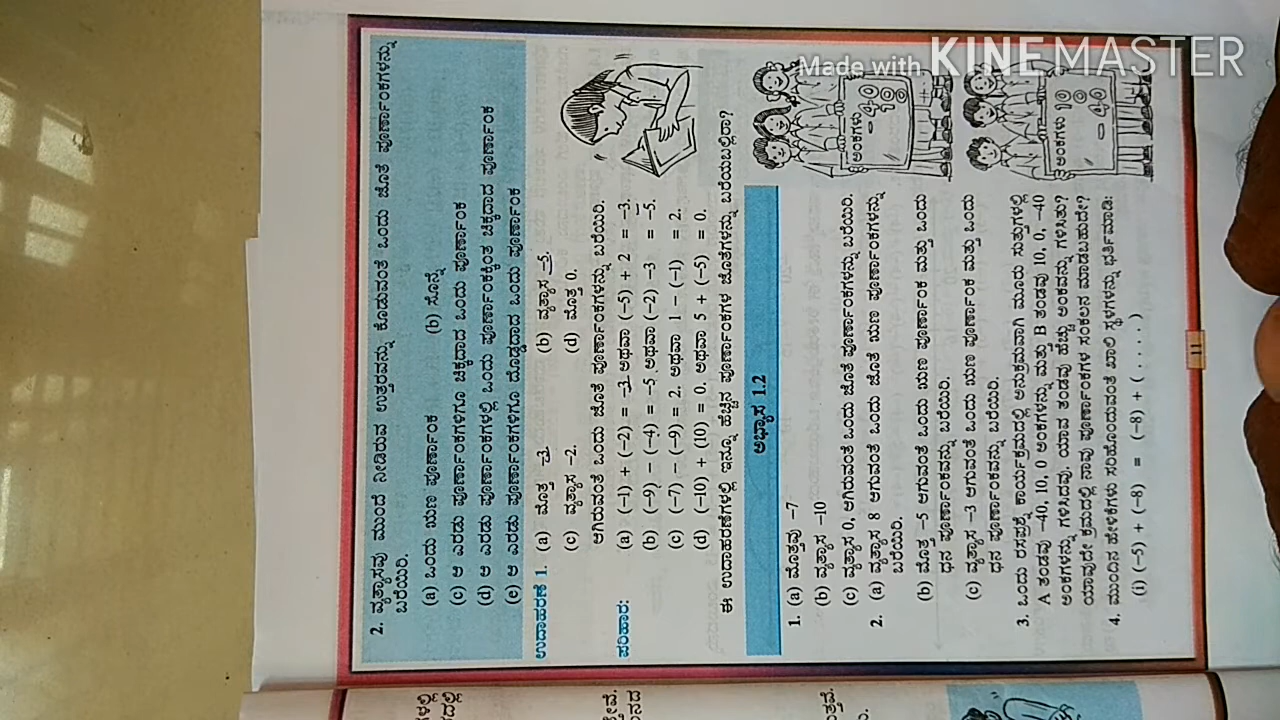 Made with KINEMASTER
2. ವ್ಯತ್ಯಾಸವು ಮುಂದೆ ನೀಡಿರುವ ಉತ್ತರವನ್ನು ಕೊಡುವಂತೆ ಒಂದು ಜೊತೆ ಪೂರ್ಣಾಂಕಗಳನ್ನು
ಬರೆಯಿರಿ.
(a) ಒಂದು ಋಣ ಪೂರ್ಣಾಂಕ (b) ಸೊನ್ನೆ
(c) ಆ ಎರಡು ಪೂರ್ಣಾಂಕಗಳಿಗೂ ಚಿಕ್ಕದಾದ ಒಂದು ಪೂರ್ಣಾಂಕ
(d) ಆ ಎರಡು ಪೂರ್ಣಾಂಕಗಳಲ್ಲಿ ಒಂದು ಪೂರ್ಣಾಂಕಕ್ಕಿಂತ ಚಿಕ್ಕದಾದ ಪೂರ್ಣಾಂಕ
(e) ಆ ಎರಡು ಪೂರ್ಣಾಂಕಗಳಿಗೂ ದೊಡ್ಡದಾದ ಒಂದು ಪೂರ್ಣಾಂಕ
ಉದಾಹರಣೆ 1. (a) ಮೊತ್ತ –3. (b) ವ್ಯತ್ಯಾಸ –5.
(c) ವ್ಯತ್ಯಾಸ –2. (d) ಮೊತ್ತ 0.
ಆಗಿರುವಂತೆ ಒಂದು ಜೊತೆ ಪೂರ್ಣಾಂಕಗಳನ್ನು ಬರೆಯಿರಿ.
ಪರಿಹಾರ: (a) (–1) + (–2) = –3. ಅಥವಾ (–5) + 2 = –3.
(b) (–9) – (–4) = –5. ಅಥವಾ (–2) –3 = –5.
(c) (–7) – (–9) = 2. ಅಥವಾ 1 – (–1) = 2.
(d) (–10) + (10) = 0. ಅಥವಾ 5 + (–5) = 0.
ಈ ಉದಾಹರಣೆಗಳಲ್ಲಿ ಇನ್ನೂ ಹೆಚ್ಚಿನ ಪೂರ್ಣಾಂಕಗಳ ಜೊತೆಗಳನ್ನು ಬರೆಯಬಲ್ಲಿರಾ?
ಅಭ್ಯಾಸ 1.2
1. (a) ಮೊತ್ತವು –7
(b) ವ್ಯತ್ಯಾಸ –10
(c) ವ್ಯತ್ಯಾಸ 0, ಆಗಿರುವಂತೆ ಒಂದು ಜೊತೆ ಪೂರ್ಣಾಂಕಗಳನ್ನು ಬರೆಯಿರಿ.
2. (a) ವ್ಯತ್ಯಾಸ 8 ಆಗುವಂತೆ ಒಂದು ಜೊತೆ ಋಣ ಪೂರ್ಣಾಂಕಗಳನ್ನು
ಬರೆಯಿರಿ.
(b) ಮೊತ್ತ –5 ಆಗುವಂತೆ ಒಂದು ಋಣ ಪೂರ್ಣಾಂಕ ಮತ್ತು ಒಂದು
ಧನ ಪೂರ್ಣಾಂಕವನ್ನು ಬರೆಯಿರಿ.
(c) ವ್ಯತ್ಯಾಸ –3 ಆಗುವಂತೆ ಒಂದು ಋಣ ಪೂರ್ಣಾಂಕ ಮತ್ತು ಒಂದು
ಧನ ಪೂರ್ಣಾಂಕವನ್ನು ಬರೆಯಿರಿ.
ಅಂಕಗಳು
– 40
10
0
ಅಂಕಗಳು
10
0
– 40
3. ಒಂದು ರಸಪ್ರಶ್ನೆ ಕಾರ್ಯಕ್ರಮದಲ್ಲಿ ಅನುಕ್ರಮವಾಗಿ ಮೂರು ಸುತ್ತುಗಳಲ್ಲಿ
A ತಂಡವು –40, 10, 0 ಅಂಕಗಳನ್ನು ಮತ್ತು B ತಂಡವು 10, 0, –40
ಅಂಕಗಳನ್ನು ಗಳಿಸಿದವು. ಯಾವ ತಂಡವು ಹೆಚ್ಚು ಅಂಕವನ್ನು ಗಳಿಸಿತು?
ಯಾವುದೇ ಕ್ರಮದಲ್ಲಿ ನಾವು ಪೂರ್ಣಾಂಕಗಳ ಸಂಕಲನ ಮಾಡಬಹುದೇ?
4. ಮುಂದಿನ ಹೇಳಿಕೆಗಳು ಸರಿಹೊಂದುವಂತೆ ಖಾಲಿ ಸ್ಥಳಗಳನ್ನು ಭರ್ತಿಮಾಡಿ:
(i) (–5) + (–8) = (–8) + (. . . . .)
11